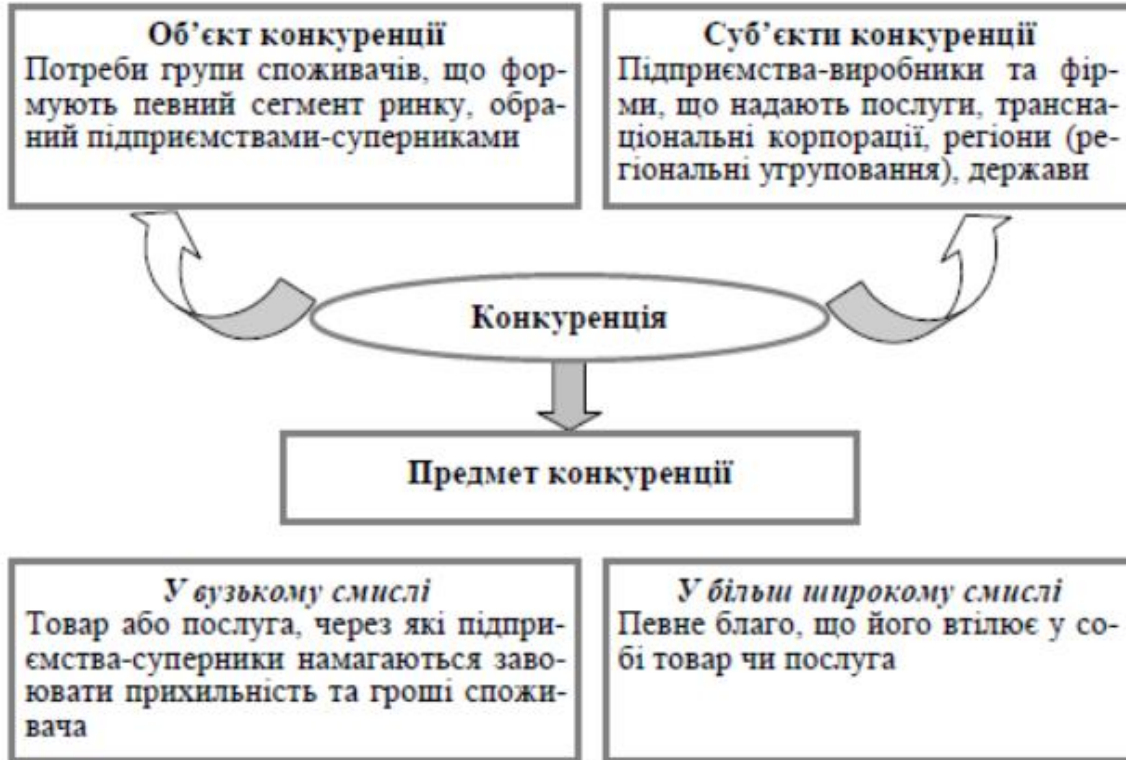 Об’єкт конкуренції
Потреби групи споживачів, що фор-
мують певний сегмент ринку, обра-
ний підприємствами-суперниками
Суб’єкти конкуренції
Підприємства-виробники та фір-
ми, що надають послуги, трансна-
ціональні корпорації, регіони (ре-
гіональні угруповання), держави
Конкуренція
Предмет конкуренції
У вузькому смислі
Товар або послуга, через які підпри-
ємства-суперники намагаються заво-
ювати прихильність та гроші спожи-
вача
У більш широкому смислі
Певне благо, що його втілює у со-
бі товар чи послуга